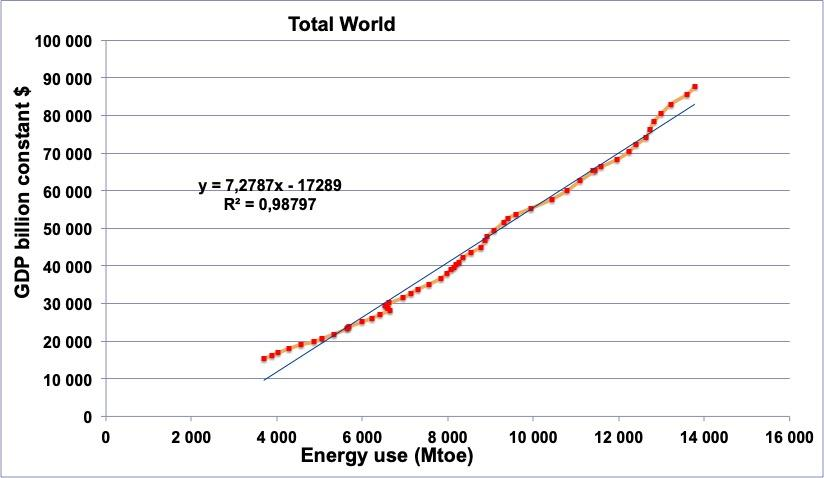 Total World
100 000
90 000
80 000
70 000
60 000
50 000
40 000
30 000
20 000
10 000
0
GDP billion constant $
y = 7,2787x - 17289
R² = 0,98797
0 2 000 4 000 6 000 8 000 10 000 12 000 14 000 16 000
Energy use (Mtoe)